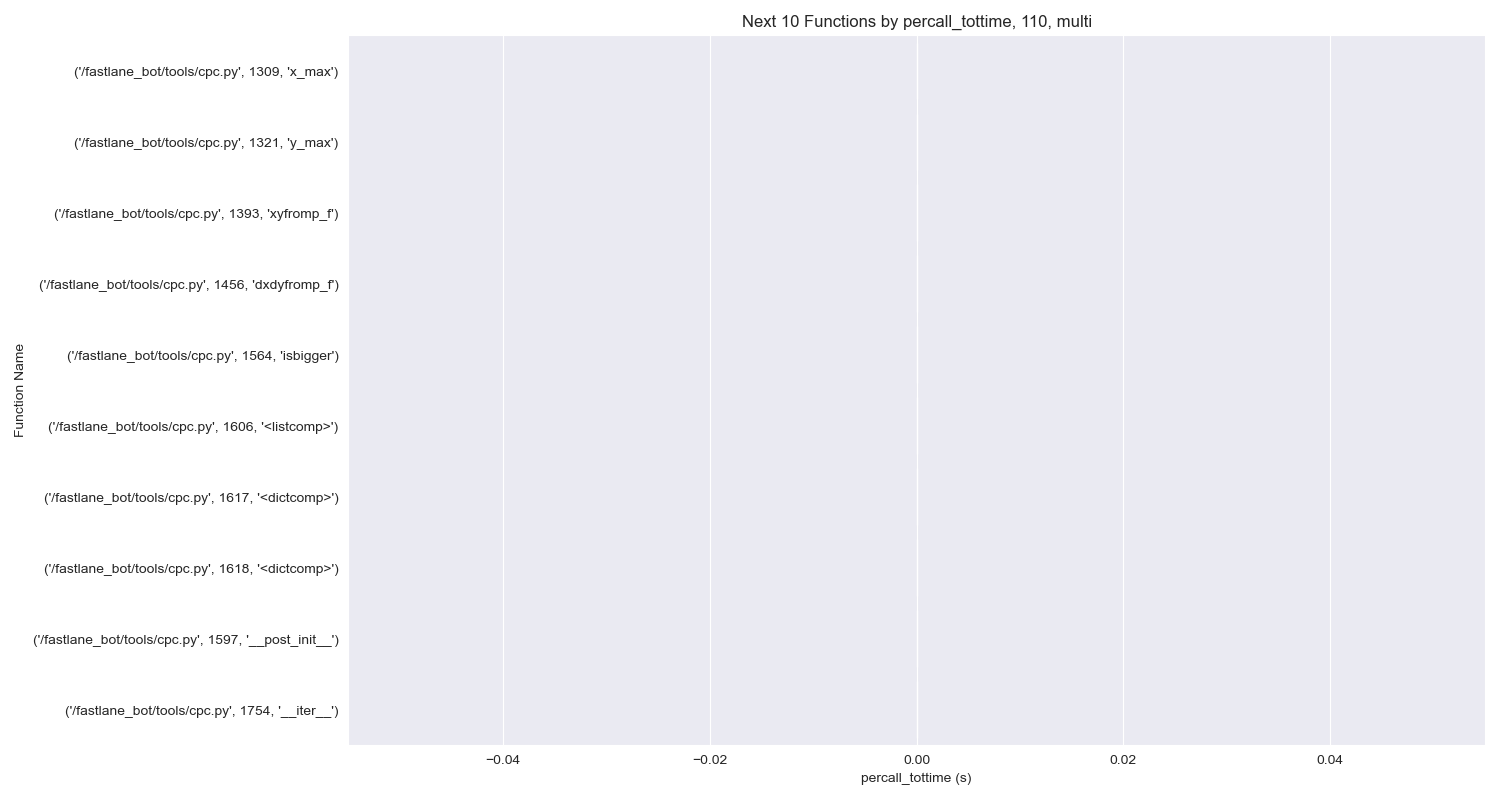 Next 10 Functions by percall_tottime, 110, multi
Function Name
('/fastlane_bot/tools/cpc.py', 1309, 'x_max')
('/fastlane_bot/tools/cpc.py', 1321, 'y_max')
('/fastlane_bot/tools/cpc.py', 1393, 'xyfromp_f')
('/fastlane_bot/tools/cpc.py', 1456, 'dxdyfromp_f')
('/fastlane_bot/tools/cpc.py', 1564, 'isbigger')
('/fastlane_bot/tools/cpc.py', 1606, '<listcomp>')
('/fastlane_bot/tools/cpc.py', 1617, '<dictcomp>')
('/fastlane_bot/tools/cpc.py', 1618, '<dictcomp>')
('/fastlane_bot/tools/cpc.py', 1597, '__post_init__')
('/fastlane_bot/tools/cpc.py', 1754, '__iter__')
−0.04 −0.02 0.00 0.02 0.04
percall_tottime (s)